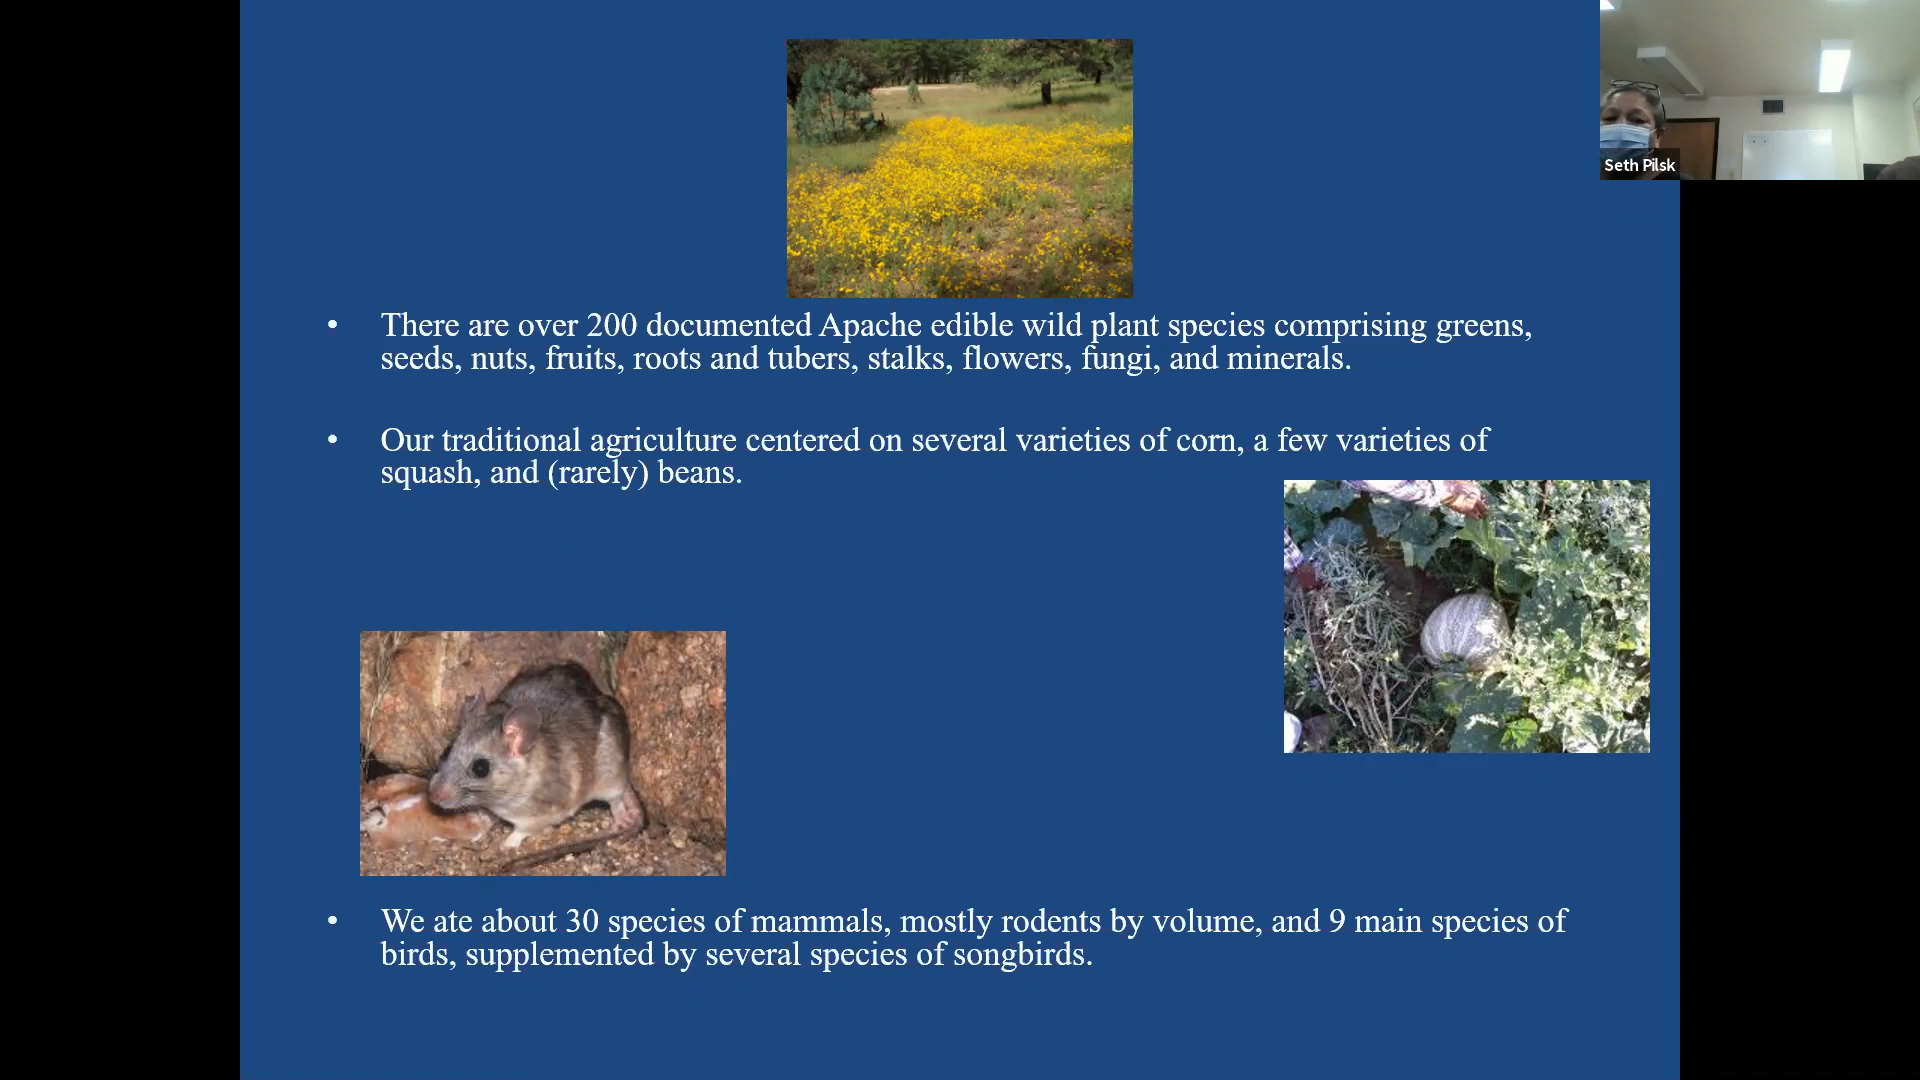 Seth Pilsk
• There are over 200 documented Apache edible wild plant species comprising greens,
seeds, nuts, fruits, roots and tubers, stalks, flowers, fungi, and minerals.
• Our traditional agriculture centered on several varieties of corn, a few varieties of
squash, and (rarely) beans.
• We ate about 30 species of mammals, mostly rodents by volume, and 9 main species of
birds, supplemented by several species of songbirds.